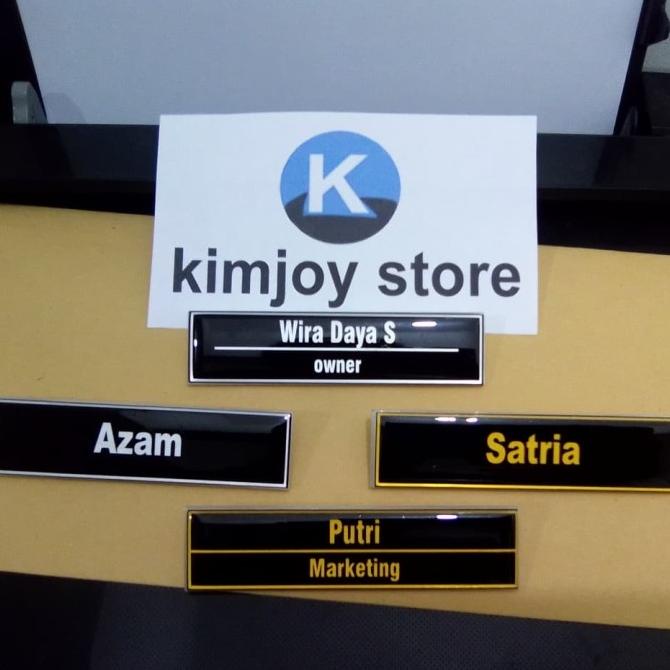 K
kimjoy store
Wira Daya S
owner
Azam
Satria
Putri
Marketing